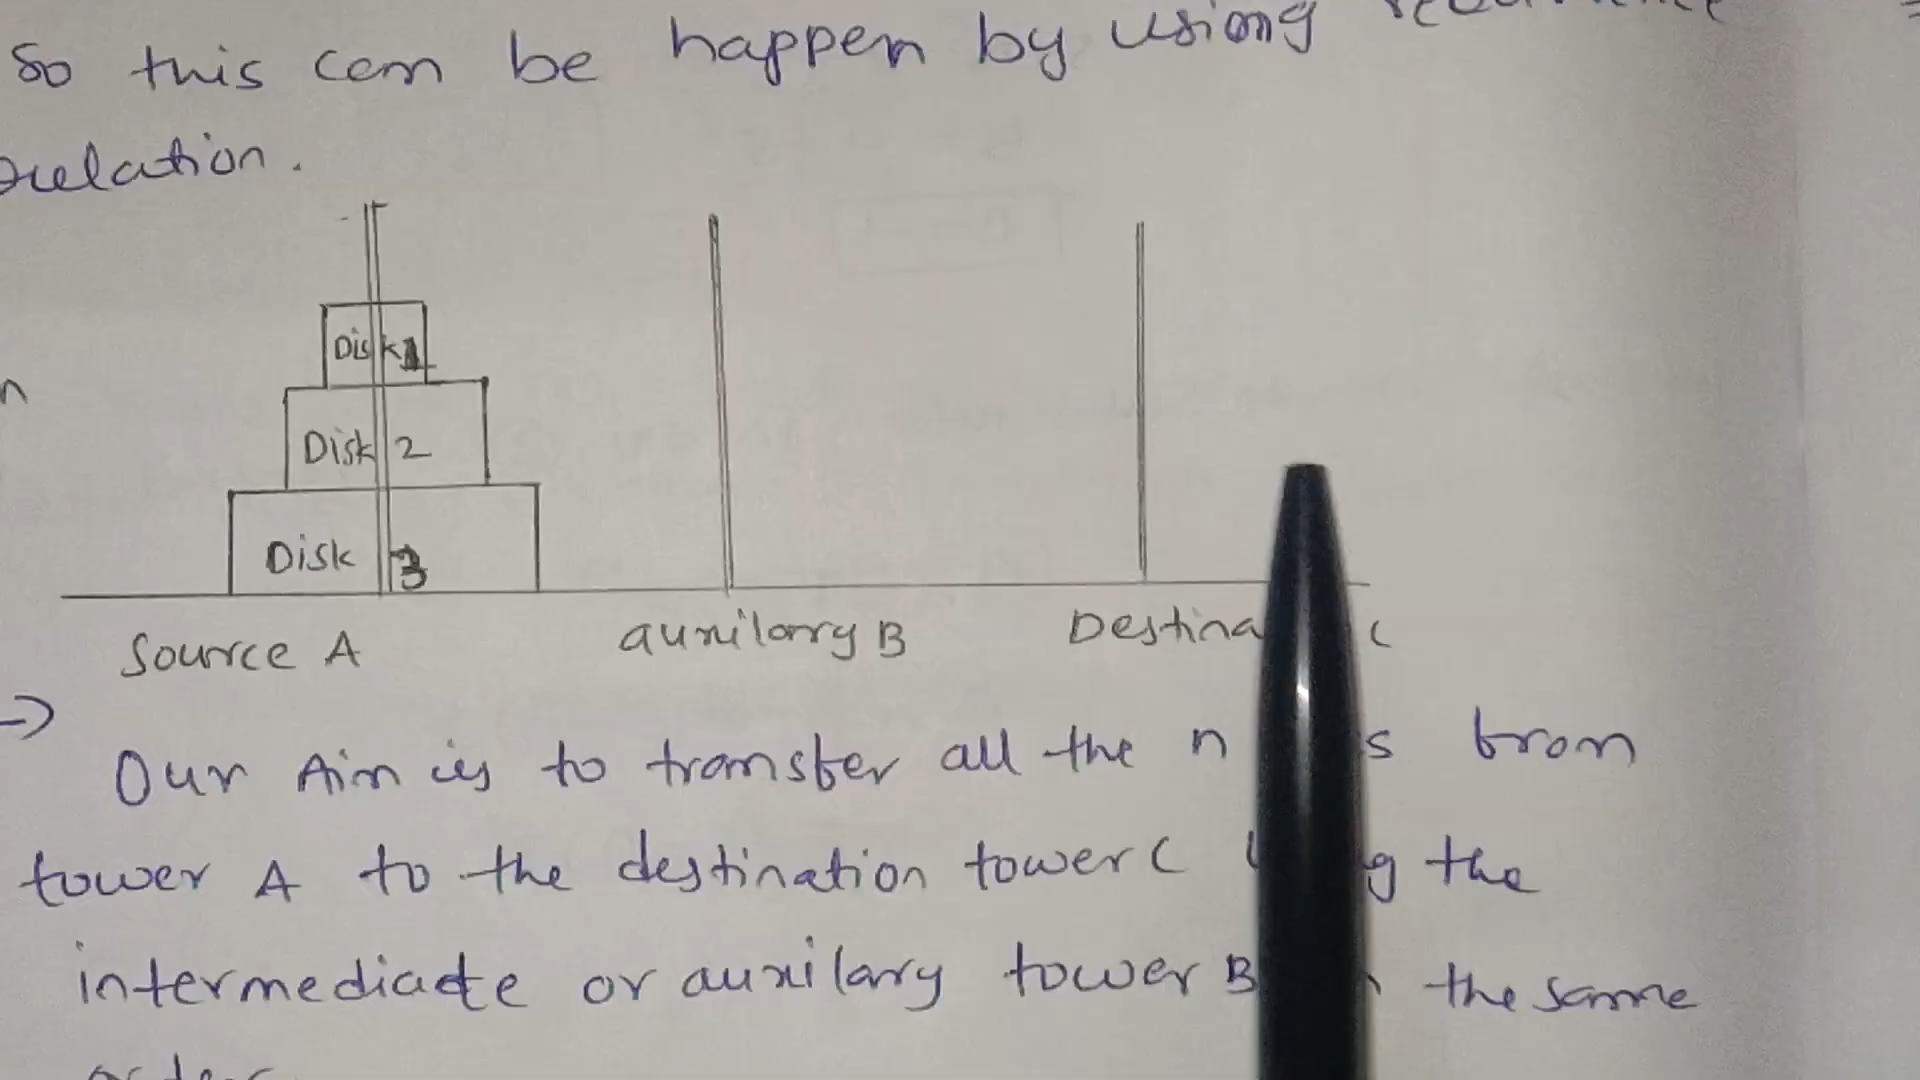 So this can be happen by using
relation.
n
Disk 1
Disk 2
Disk 3
Source A
auxilarry B
Destina C
→
Our Aim is to transfer all the n s from
tower A to the destination tower C g the
intermediate or auxilary tower B the same